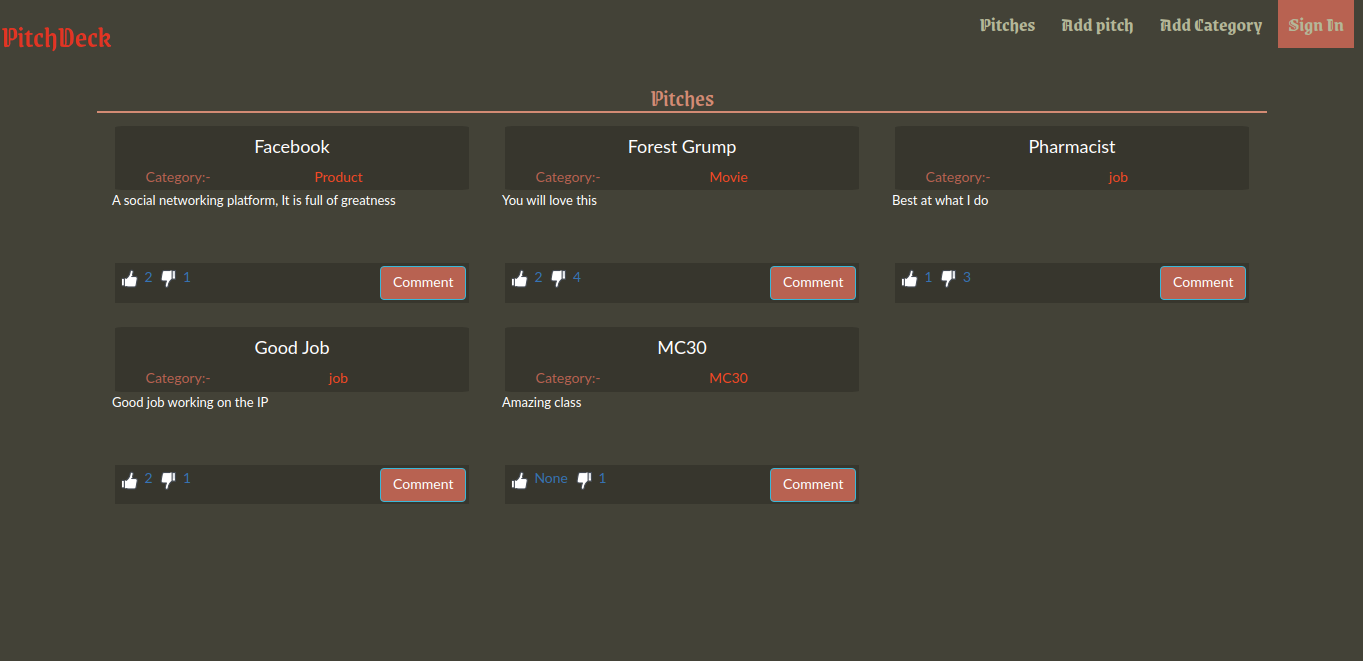 PitchDeck
Pitches Add pitch Add Category Sign In
Pitches
Facebook
Category:- Product
A social networking platform, It is full of greatness
2 1 Comment
Forest Grump
Category:- Movie
You will love this
2 4 Comment
Pharmacist
Category:- job
Best at what I do
1 3 Comment
Good Job
Category:- job
Good job working on the IP
2 1 Comment
MC30
Category:- MC30
Amazing class
None 1 Comment